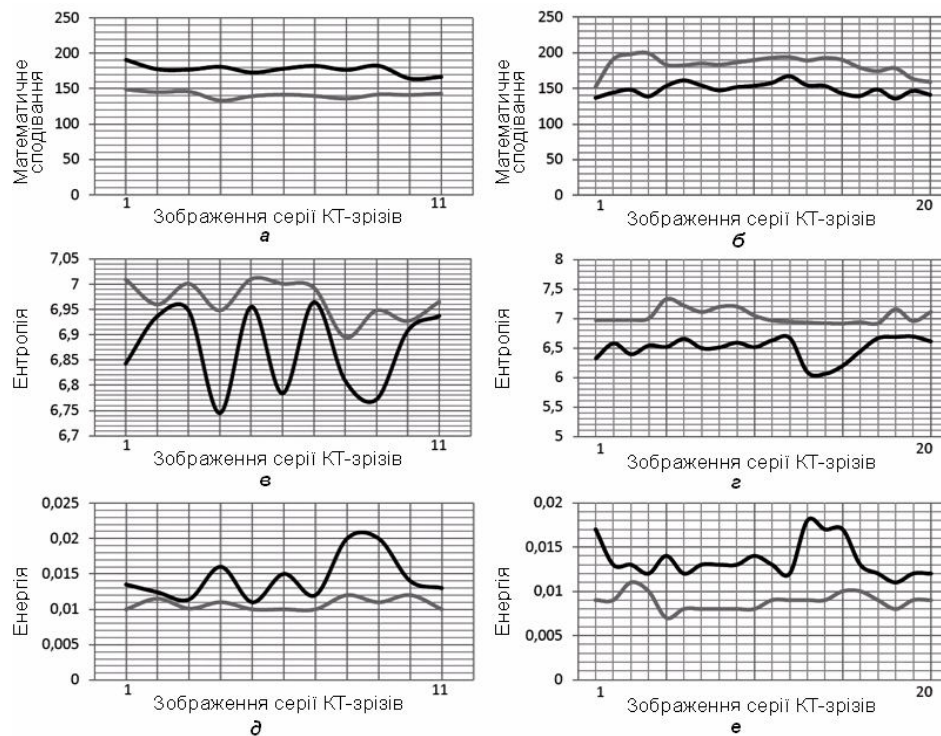 250
200
150
100
50
0
Математичне
сподівання
1
11
Зображення серії КТ-зрізів
а
250
200
150
100
50
0
Математичне
сподівання
1
20
Зображення серії КТ-зрізів
б
7,05
7
6,95
6,9
6,85
6,8
6,75
6,7
Ентропія
1
11
Зображення серії КТ-зрізів
в
8
7,5
7
6,5
6
5,5
5
Ентропія
1
20
Зображення серії КТ-зрізів
г
0,025
0,02
0,015
0,01
0,005
0
Енергія
1
11
Зображення серії КТ-зрізів
д
0,02
0,015
0,01
0,005
0
Енергія
1
20
Зображення серії КТ-зрізів
е